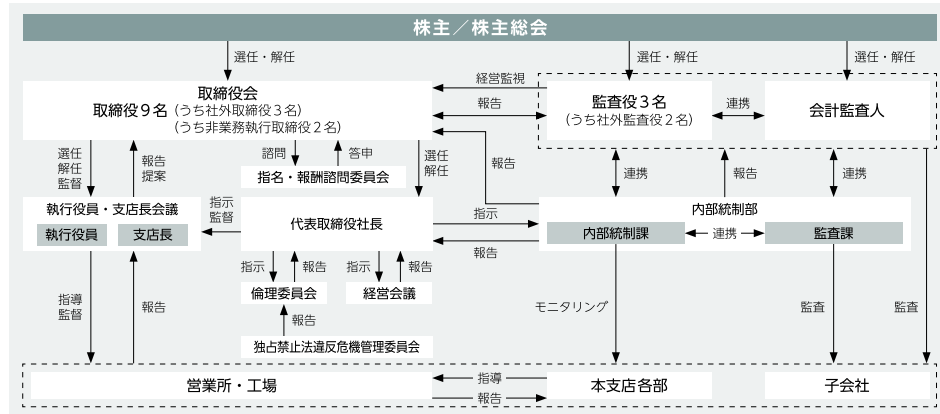 株主／株主総会
選任・解任
選任・解任
選任・解任
取締役会
取締役9名（うち社外取締役3名）
（うち非業務執行取締役2名）
経営監視
報告
監査役3名
（うち社外監査役2名）
連携
会計監査人
選任
解任
監督
報告
提案
諮問
答申
選任
解任
報告
連携
報告
連携
指名・報酬諮問委員会
執行役員・支店長会議
執行役員
支店長
指示
監督
代表取締役社長
指示
報告
内部統制部
内部統制課
連携
監査課
指示
報告
指示
報告
倫理委員会
経営会議
指導
監督
報告
報告
モニタリング
監査
監査
独占禁止法違反危機管理委員会
営業所・工場
指導
報告
本支店各部
子会社